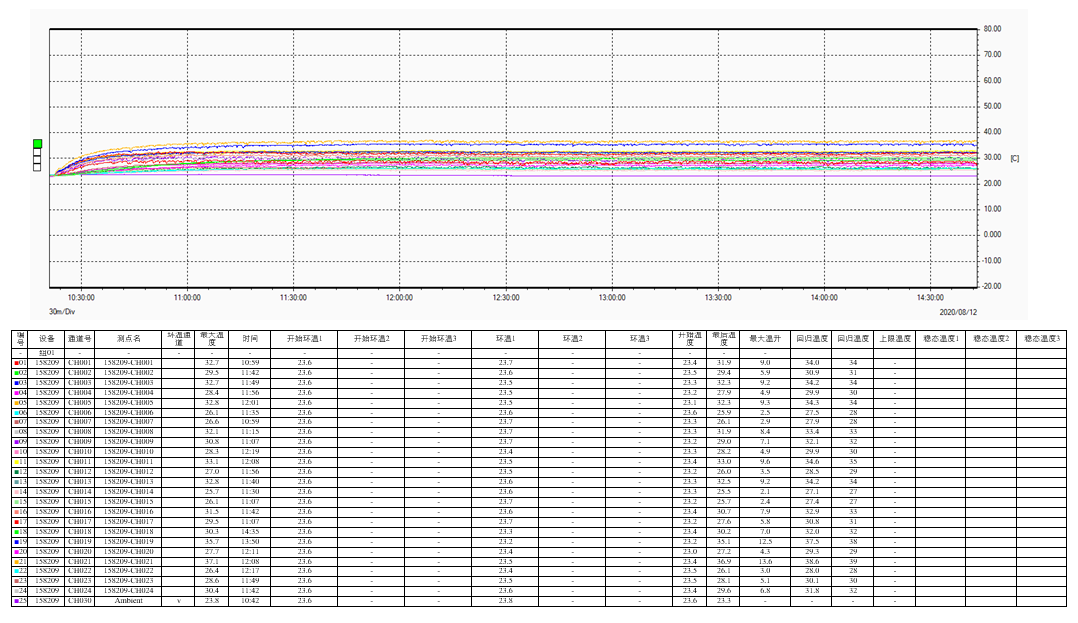 80.00
70.00
60.00
50.00
40.00
30.00 [C]
20.00
10.00
0.000
-10.00
-20.00
10:30:00 11:00:00 11:30:00 12:00:00 12:30:00 13:00:00 13:30:00 14:00:00 14:30:00
30m/Div 2020/08/12
编号 设备 通道号 测点名 环温通道 最大温度 时间 开始环温1 开始环温2 开始环温3 环温1 环温2 环温3 开始温度 最后温度 最大温升 回归温度 回归温度 上限温度 稳态温度1 稳态温度2 稳态温度3
- 组01 - - - - - - - - - - - - - -
01 158209 CH001 158209-CH001 32.7 10:59 23.6 - - 23.7 - - 23.4 31.9 9.0 34.0 34 -
02 158209 CH002 158209-CH002 29.5 11:42 23.6 - - 23.6 - - 23.5 29.4 5.9 30.9 31 -
03 158209 CH003 158209-CH003 32.7 11:49 23.6 - - 23.5 - - 23.3 32.3 9.2 34.2 34 -
04 158209 CH004 158209-CH004 28.4 11:56 23.6 - - 23.5 - - 23.2 27.9 4.9 29.9 30 -
05 158209 CH005 158209-CH005 32.8 12:01 23.6 - - 23.5 - - 23.1 32.3 9.3 34.3 34 -
06 158209 CH006 158209-CH006 26.1 11:35 23.6 - - 23.6 - - 23.6 25.9 2.5 27.5 28 -
07 158209 CH007 158209-CH007 26.6 10:59 23.6 - - 23.7 - - 23.3 26.1 2.9 27.9 28 -
08 158209 CH008 158209-CH008 32.1 11:15 23.6 - - 23.7 - - 23.3 31.9 8.4 33.4 33 -
09 158209 CH009 158209-CH009 30.8 11:07 23.6 - - 23.7 - - 23.2 29.0 7.1 32.1 32 -
10 158209 CH010 158209-CH010 28.3 12:19 23.6 - - 23.4 - - 23.3 28.2 4.9 29.9 30 -
11 158209 CH011 158209-CH011 33.1 12:08 23.6 - - 23.5 - - 23.4 33.0 9.6 34.6 35 -
12 158209 CH012 158209-CH012 27.0 11:56 23.6 - - 23.5 - - 23.2 26.0 3.5 28.5 29 -
13 158209 CH013 158209-CH013 32.8 11:40 23.6 - - 23.6 - - 23.3 32.5 9.2 34.2 34 -
14 158209 CH014 158209-CH014 25.7 11:30 23.6 - - 23.6 - - 23.3 25.5 2.1 27.1 27 -
15 158209 CH015 158209-CH015 26.1 11:07 23.6 - - 23.7 - - 23.2 25.7 2.4 27.4 27 -
16 158209 CH016 158209-CH016 31.5 11:42 23.6 - - 23.6 - - 23.4 30.7 7.9 32.9 33 -
17 158209 CH017 158209-CH017 29.5 11:07 23.6 - - 23.7 - - 23.2 27.6 5.8 30.8 31 -
18 158209 CH018 158209-CH018 30.3 14:35 23.6 - - 23.3 - - 23.4 30.2 7.0 32.0 32 -
19 158209 CH019 158209-CH019 35.7 13:50 23.6 - - 23.2 - - 23.3 35.1 12.5 37.5 38 -
20 158209 CH020 158209-CH020 27.7 12:11 23.6 - - 23.4 - - 23.0 27.2 4.3 29.3 29 -
21 158209 CH021 158209-CH021 37.1 12:08 23.6 - - 23.5 - - 23.4 36.9 13.6 38.6 39 -
22 158209 CH022 158209-CH022 26.4 12:17 23.6 - - 23.4 - - 23.5 26.1 3.0 28.0 28 -
23 158209 CH023 158209-CH023 28.6 11:49 23.6 - - 23.5 - - 23.5 28.1 5.1 30.1 30 -
24 158209 CH024 158209-CH024 30.4 11:42 23.6 - - 23.6 - - 23.4 29.6 6.8 31.8 32 -
25 158209 CH030 Ambient v 23.8 10:42 23.6 - - 23.8 - - 23.6 23.3 - - - -